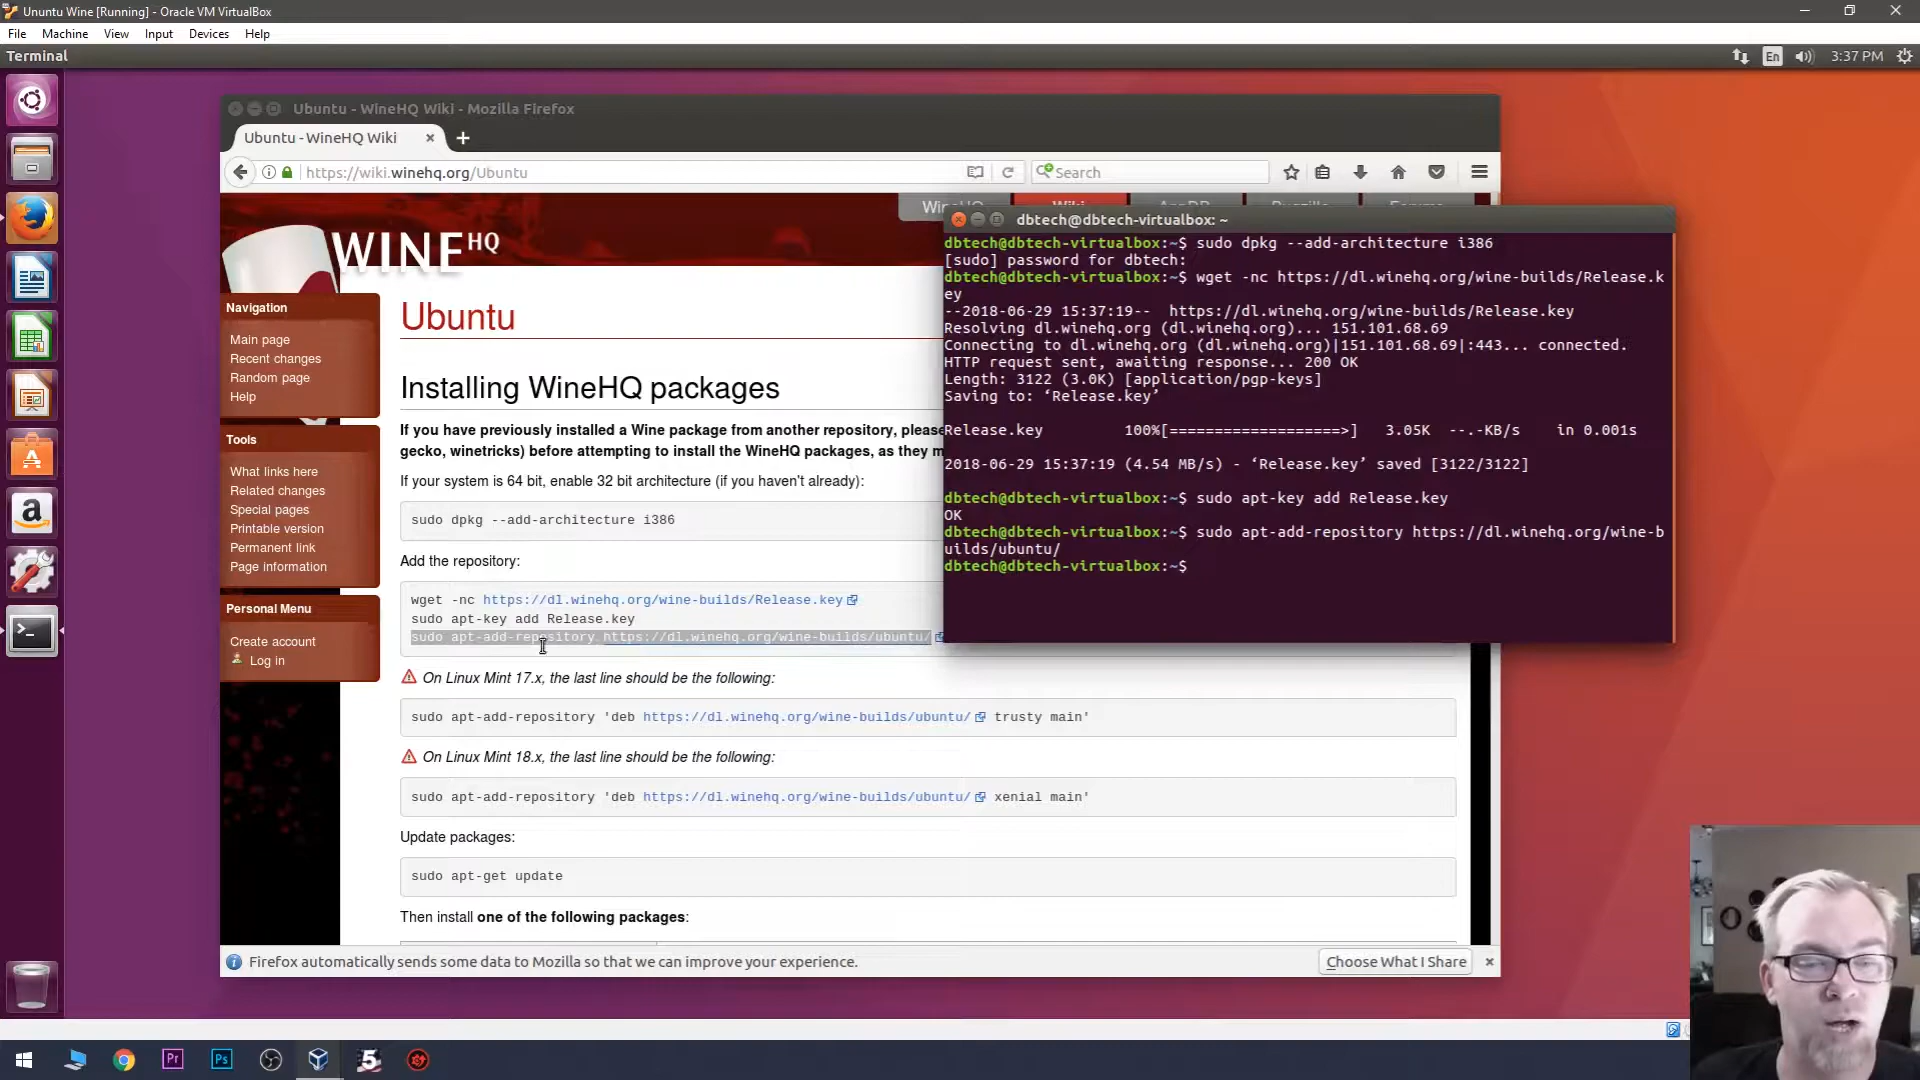 Ununtu Wine [Running] - Oracle VM VirtualBox
File Machine View Input Devices Help
Terminal
En
3:37 PM
Ubuntu - WineHQ Wiki - Mozilla Firefox
Ubuntu - WineHQ Wiki
https://wiki.winehq.org/Ubuntu
Search
WINE HQ
Wiki
Navigation
Main page
Recent changes
Random page
Help
Tools
What links here
Related changes
Special pages
Printable version
Permanent link
Page information
Personal Menu
Create account
Log in
Ubuntu
Installing WineHQ packages
If you have previously installed a Wine package from another repository, please
gecko, winetricks) before attempting to install the WineHQ packages, as they m
If your system is 64 bit, enable 32 bit architecture (if you haven't already):
sudo dpkg --add-architecture i386
Add the repository:
wget -nc https://dl.winehq.org/wine-builds/Release.key
sudo apt-key add Release.key
sudo apt-add-repository https://dl.winehq.org/wine-builds/ubuntu/
On Linux Mint 17.x, the last line should be the following:
sudo apt-add-repository 'deb https://dl.winehq.org/wine-builds/ubuntu/ trusty main'
On Linux Mint 18.x, the last line should be the following:
sudo apt-add-repository 'deb https://dl.winehq.org/wine-builds/ubuntu/ xenial main'
Update packages:
sudo apt-get update
Then install one of the following packages:
Firefox automatically sends some data to Mozilla so that we can improve your experience.
Choose What I Share
dbtech@dbtech-virtualbox: ~
dbtech@dbtech-virtualbox:~$ sudo dpkg --add-architecture i386
[sudo] password for dbtech:
dbtech@dbtech-virtualbox:~$ wget -nc https://dl.winehq.org/wine-builds/Release.k
ey
--2018-06-29 15:37:19-- https://dl.winehq.org/wine-builds/Release.key
Resolving dl.winehq.org (dl.winehq.org)... 151.101.68.69
Connecting to dl.winehq.org (dl.winehq.org)|151.101.68.69|:443... connected.
HTTP request sent, awaiting response... 200 OK
Length: 3122 (3.0K) [application/pgp-keys]
Saving to: ‘Release.key’
Release.key 100%[===================>] 3.05K --.-KB/s in 0.001s
2018-06-29 15:37:19 (4.54 MB/s) - ‘Release.key’ saved [3122/3122]
dbtech@dbtech-virtualbox:~$ sudo apt-key add Release.key
OK
dbtech@dbtech-virtualbox:~$ sudo apt-add-repository https://dl.winehq.org/wine-b
uilds/ubuntu/
dbtech@dbtech-virtualbox:~$
Pr
Ps
5